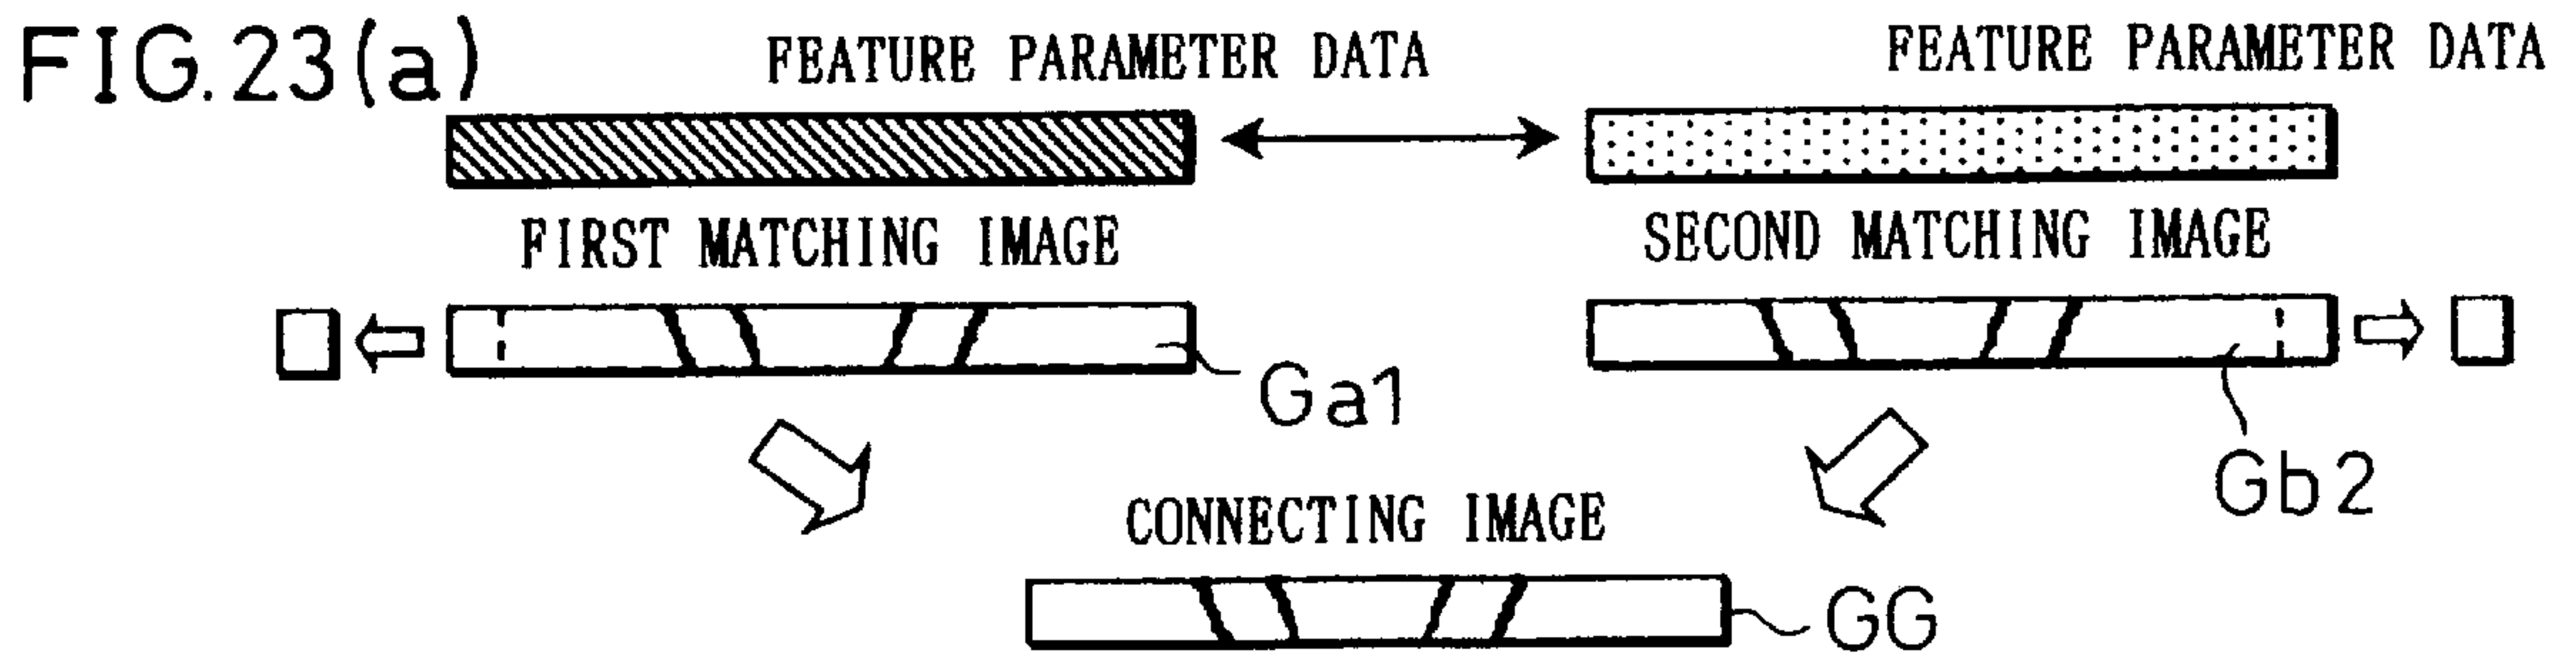 FIG.23(a)
FEATURE PARAMETER DATA
FEATURE PARAMETER DATA
FIRST MATCHING IMAGE
SECOND MATCHING IMAGE
Ga1
Gb2
CONNECTING IMAGE
GG